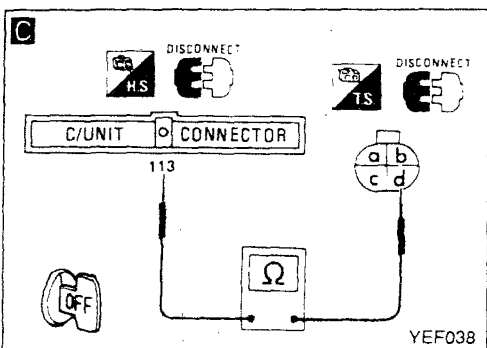 C
DISCONNECT
H.S.
DISCONNECT
T.S.
C/UNIT CONNECTOR
a b
c d
113
Ω
OFF
YEF038